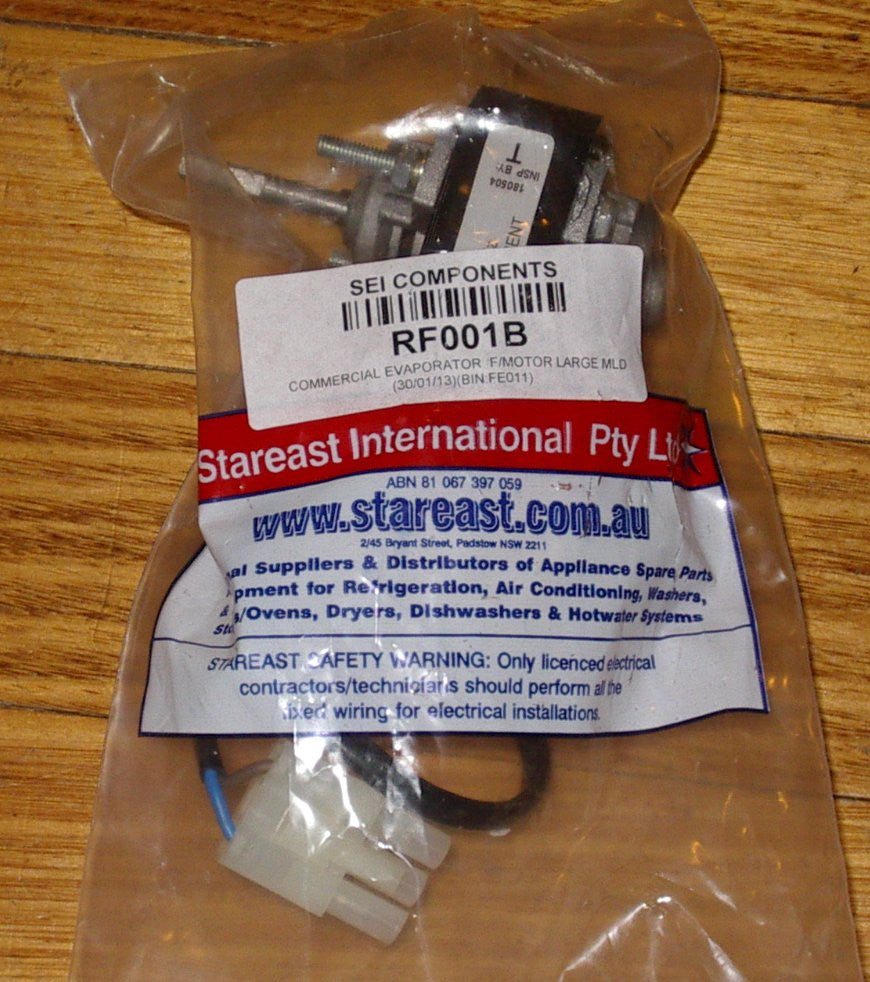 INSP BY:
T
180504
SEI COMPONENTS
RF001B
COMMERCIAL EVAPORATOR F/MOTOR LARGE MLD
(30/01/13)(BIN:FE011)
Stareast International Pty Lt
ABN 81 067 397 059
www.stareast.com.au
2/45 Bryant Street, Padstow NSW 2211
al Suppliers & Distributors of Appliance Spare Parts
pment for Refrigeration, Air Conditioning, Washers,
s/Ovens, Dryers, Dishwashers & Hotwater Systems
STAREAST SAFETY WARNING: Only licenced electrical
contractors/technicians should perform all the
fixed wiring for electrical installations.